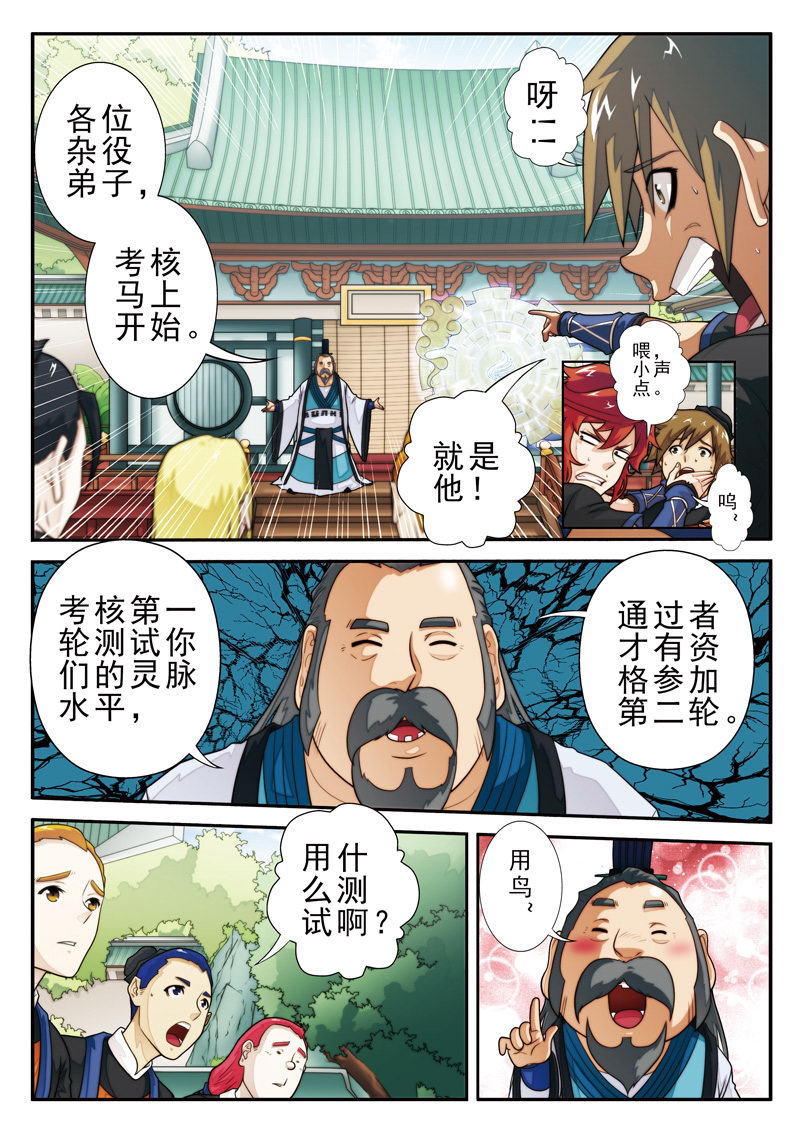 各位
杂役
弟子，
考核
马上
开始。
呀！！
喂，
小声
点。
呜~
就是
他！
考核第一
轮测试你
们的灵脉
水平，
通过者
才有资
格参加
第二轮。
用什
么测
试啊？
用
鸟~